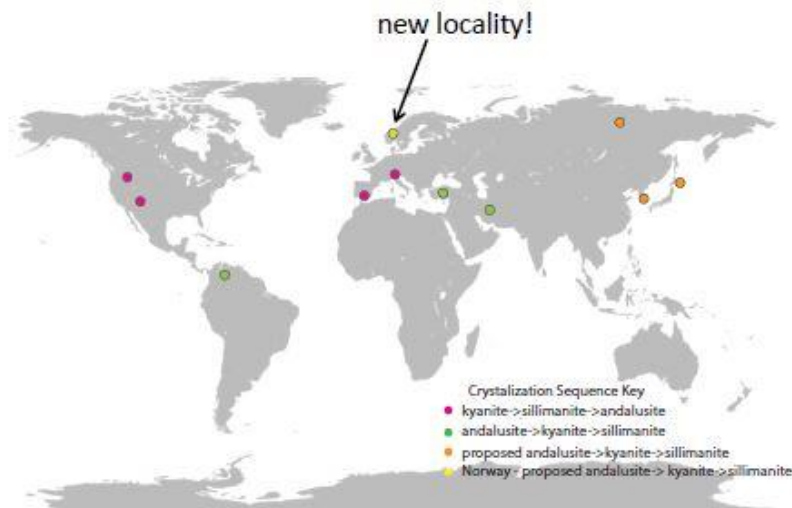 new locality!
Crystalization Sequence Key
kyanite->sillimanite->andalusite
andalusite->kyanite->sillimanite
proposed andalusite->kyanite->sillimanite
Norway - proposed andalusite-> kyanite->sillimanite